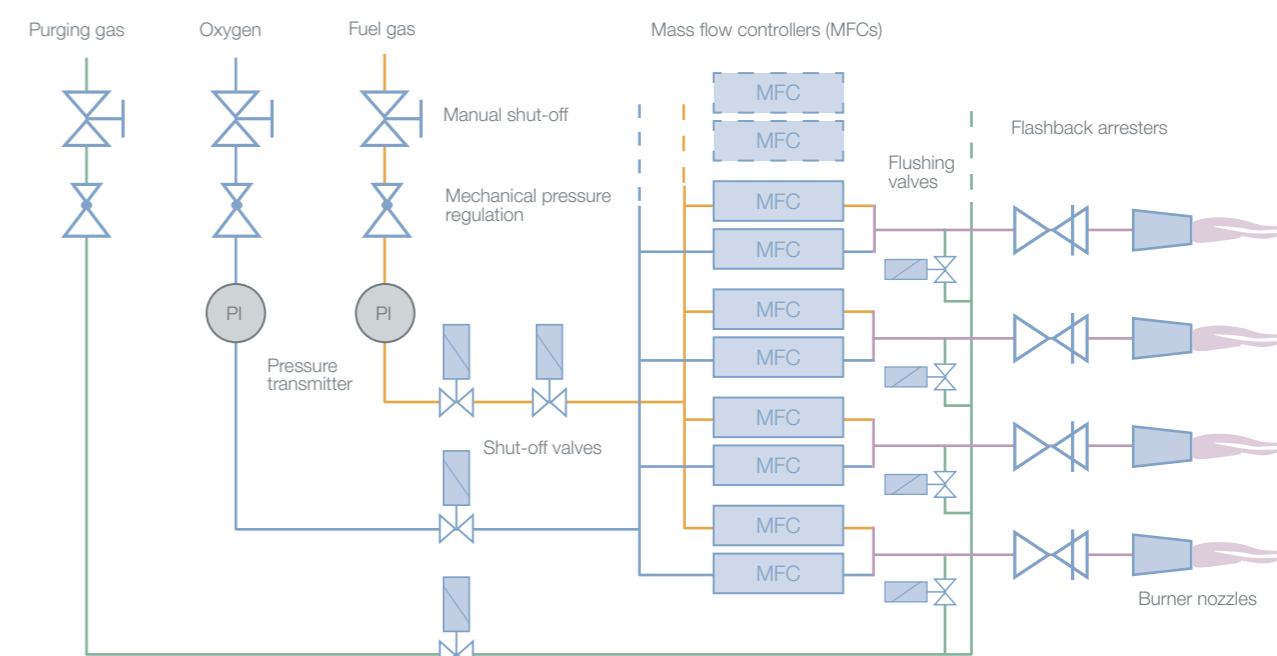 Purging gas
Oxygen
Fuel gas
Mass flow controllers (MFCs)
MFC
Manual shut-off
Flashback arresters
MFC
Flushing
valves
Mechanical pressure
regulation
MFC
MFC
PI
PI
MFC
Pressure
transmitter
MFC
MFC
Shut-off valves
MFC
MFC
MFC
Burner nozzles